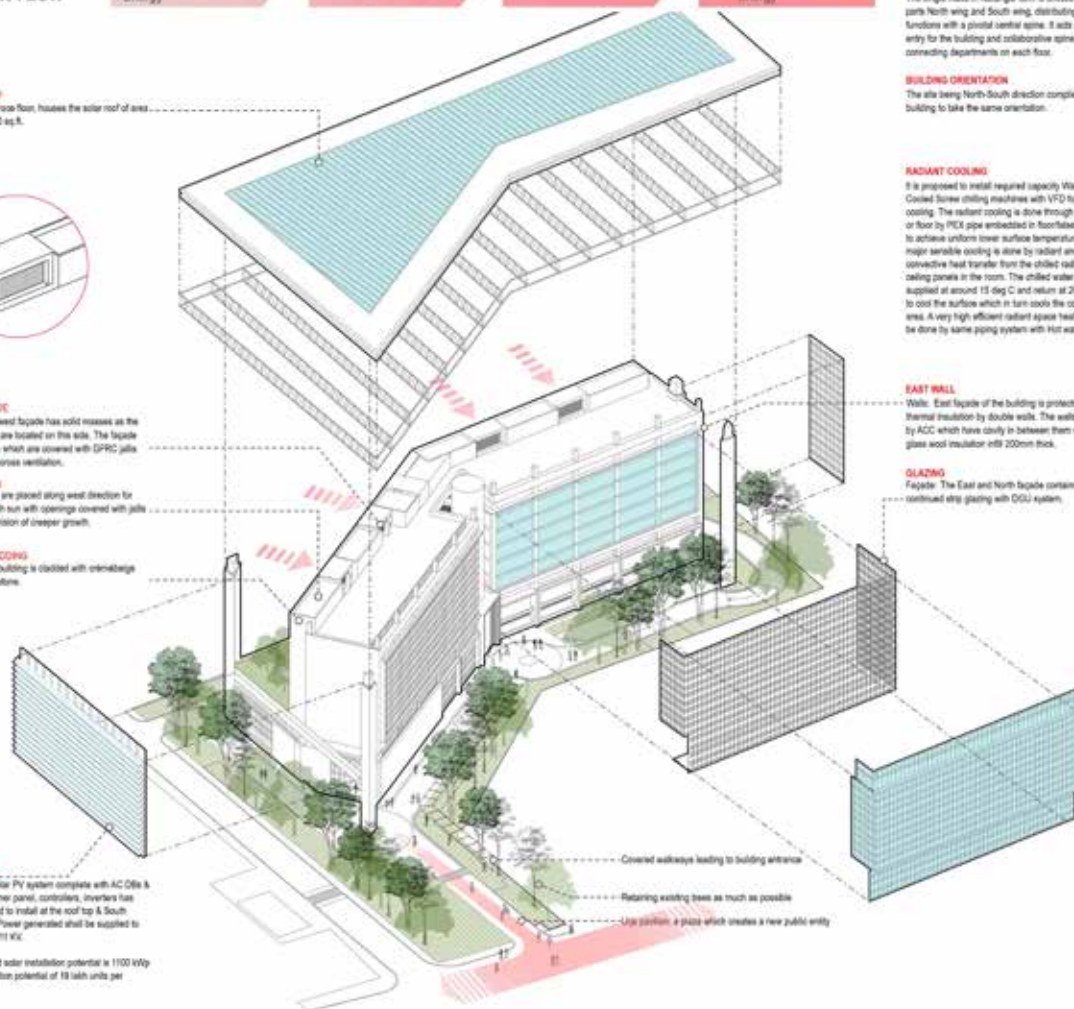 parts North wing and South wing, distributing
functions with a pivotal central spine. It acts
entry for the building and collaborative spine
connecting departments on each floor.
BUILDING ORIENTATION
The site being North-South direction complie
building to take the same orientation.
RADIANT COOLING
It is proposed to install required capacity Wa
Cooled Screw chilling machines with VFD fo
cooling. The radiant cooling is done through
or floor by PEX pipe embedded in floor/false
to achieve uniform lower surface temperatur
major sensible cooling is done by radiant an
convective heat transfer from the chilled rad
ceiling panels in the room. The chilled water
supplied at around 15 deg C and return at 2
to cool the surface which in turn cools the co
area. A very high efficient radiant space heat
be done by same piping system with Hot wa
EAST WALL
Walls: East façade of the building is protect
thermal insulation by double walls. The walls
by ACC which have cavity in between them
glass wool insulation infill 200mm thick.
GLAZING
Façade: The East and North façade contain
continued strip glazing with DGU system.
floor, houses the solar roof of area
sq.ft.
west façade has solid masses as the
are located on this side. The façade
which are covered with GFRC jallis
cross ventilation.
are placed along west direction for
sun with openings covered with jallis
vision of creeper growth.
building is cladded with
stone.
lar PV system complete with AC DBs &
ner panel, controllers, inverters has
d to install at the roof top & South
Power generated shall be supplied to
11 KV.
solar installation potential is 1100 kWp
tion potential of 18 lakh units per
Covered walkways leading to building entrance
Retaining existing trees as much as possible
a plaza which creates a new public entity